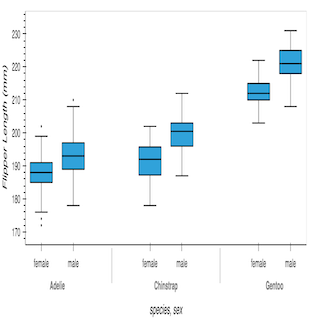 Flipper Length (mm)
230
220
210
200
190
180
170
female male female male female male
Adelie Chinstrap Gentoo
species, sex